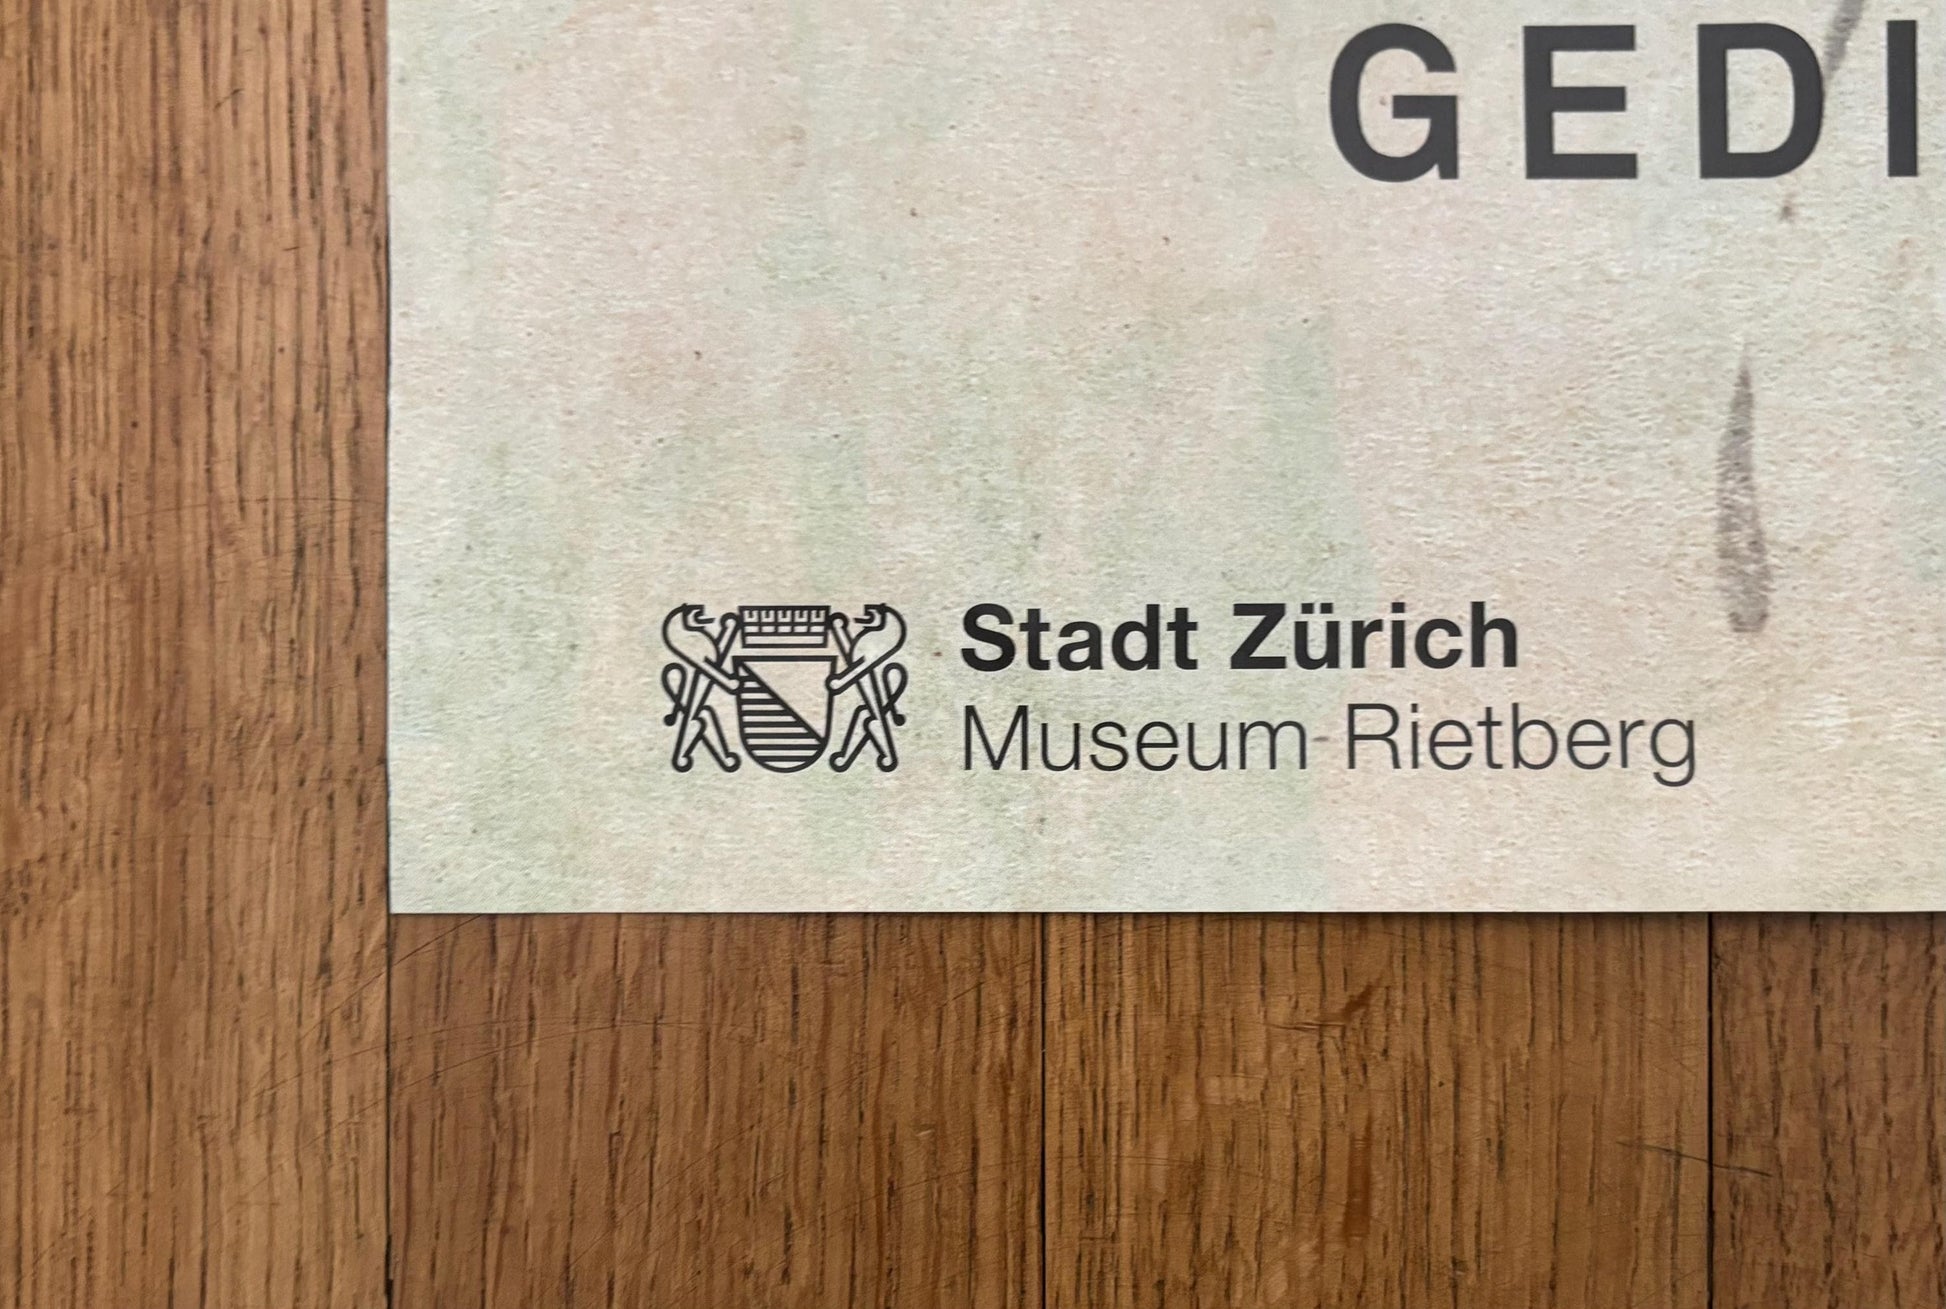 GEDI
Stadt Zürich
Museum Rietberg